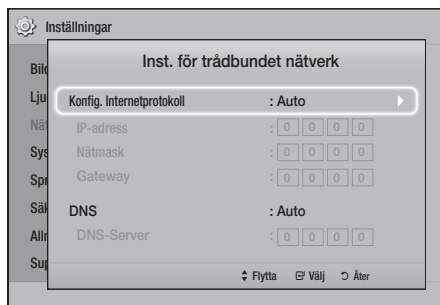 Inställningar
Inst. för trådbundet nätverk
Bild
Lju
Konfig. Internetprotokoll : Auto
Nät
IP-adress : 0 0 0 0
Sys
Nätmask : 0 0 0 0
Spr
Gateway : 0 0 0 0
Säk
DNS : Auto
Allm
DNS-Server : 0 0 0 0
Sup
Flytta Välj Åter